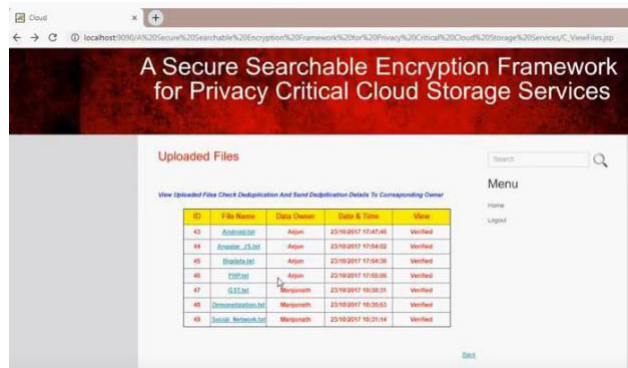 Cloud
localhost:9090/A%20Secure%20Searchable%20Encryption%20Framework%20for%20Privacy%20Critical%20Cloud%20Storage%20Services/C_ViewFiles.jsp
A Secure Searchable Encryption Framework
for Privacy Critical Cloud Storage Services
Uploaded Files
Search
Menu
Home
Logout
View Uploaded Files Check Deduplication And Send Deduplication Details To Corresponding Owner
ID File Name Data Owner Date & Time View
43 Android.txt Arjun 23/10/2017 17:47:46 Verified
44 Angular_JS.txt Arjun 23/10/2017 17:54:02 Verified
45 Bigdata.txt Arjun 23/10/2017 17:54:36 Verified
46 PHP.txt Arjun 23/10/2017 17:55:06 Verified
47 GST.txt Manjunath 23/10/2017 18:30:31 Verified
48 Demonetization.txt Manjunath 23/10/2017 18:30:53 Verified
49 Social_Network.txt Manjunath 23/10/2017 18:31:14 Verified
Back